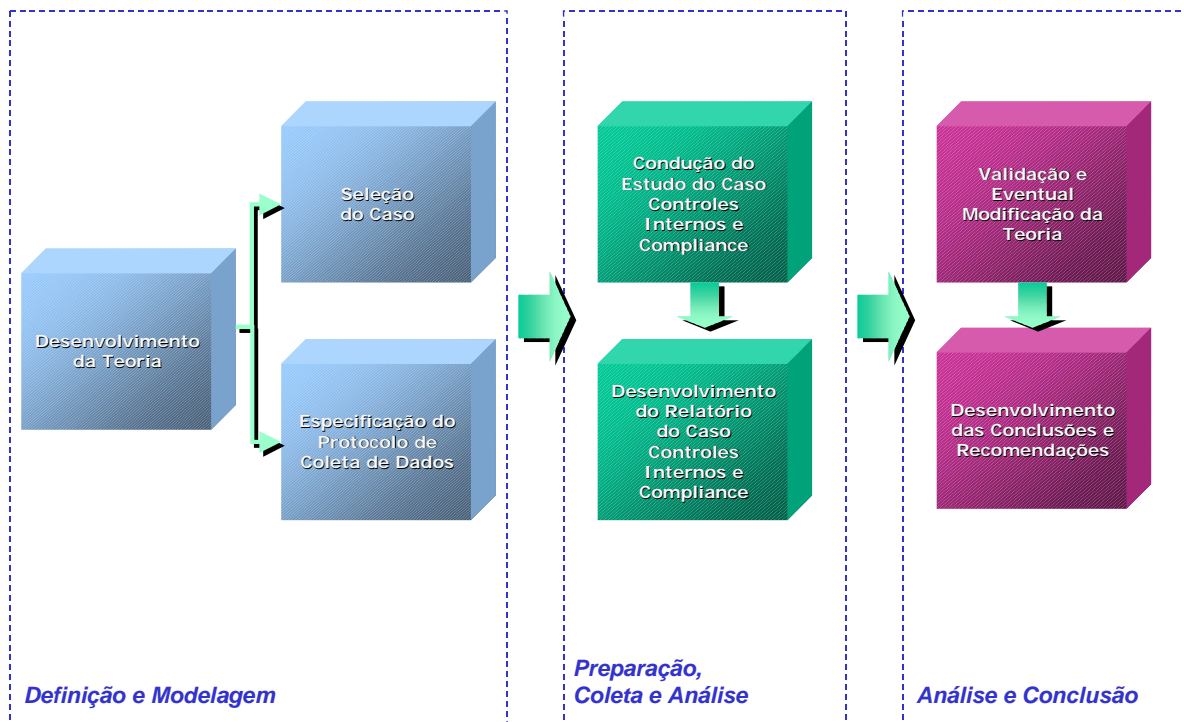 Desenvolvimento
da Teoria
Seleção
do Caso
Especificação do
Protocolo de
Coleta de Dados
Definição e Modelagem
Condução do
Estudo do Caso
Controles
Internos e
Compliance
Desenvolvimento
do Relatório
do Caso
Controles
Internos e
Compliance
Preparação,
Coleta e Análise
Validação e
Eventual
Modificação da
Teoria
Desenvolvimento
das Conclusões e
Recomendações
Análise e Conclusão